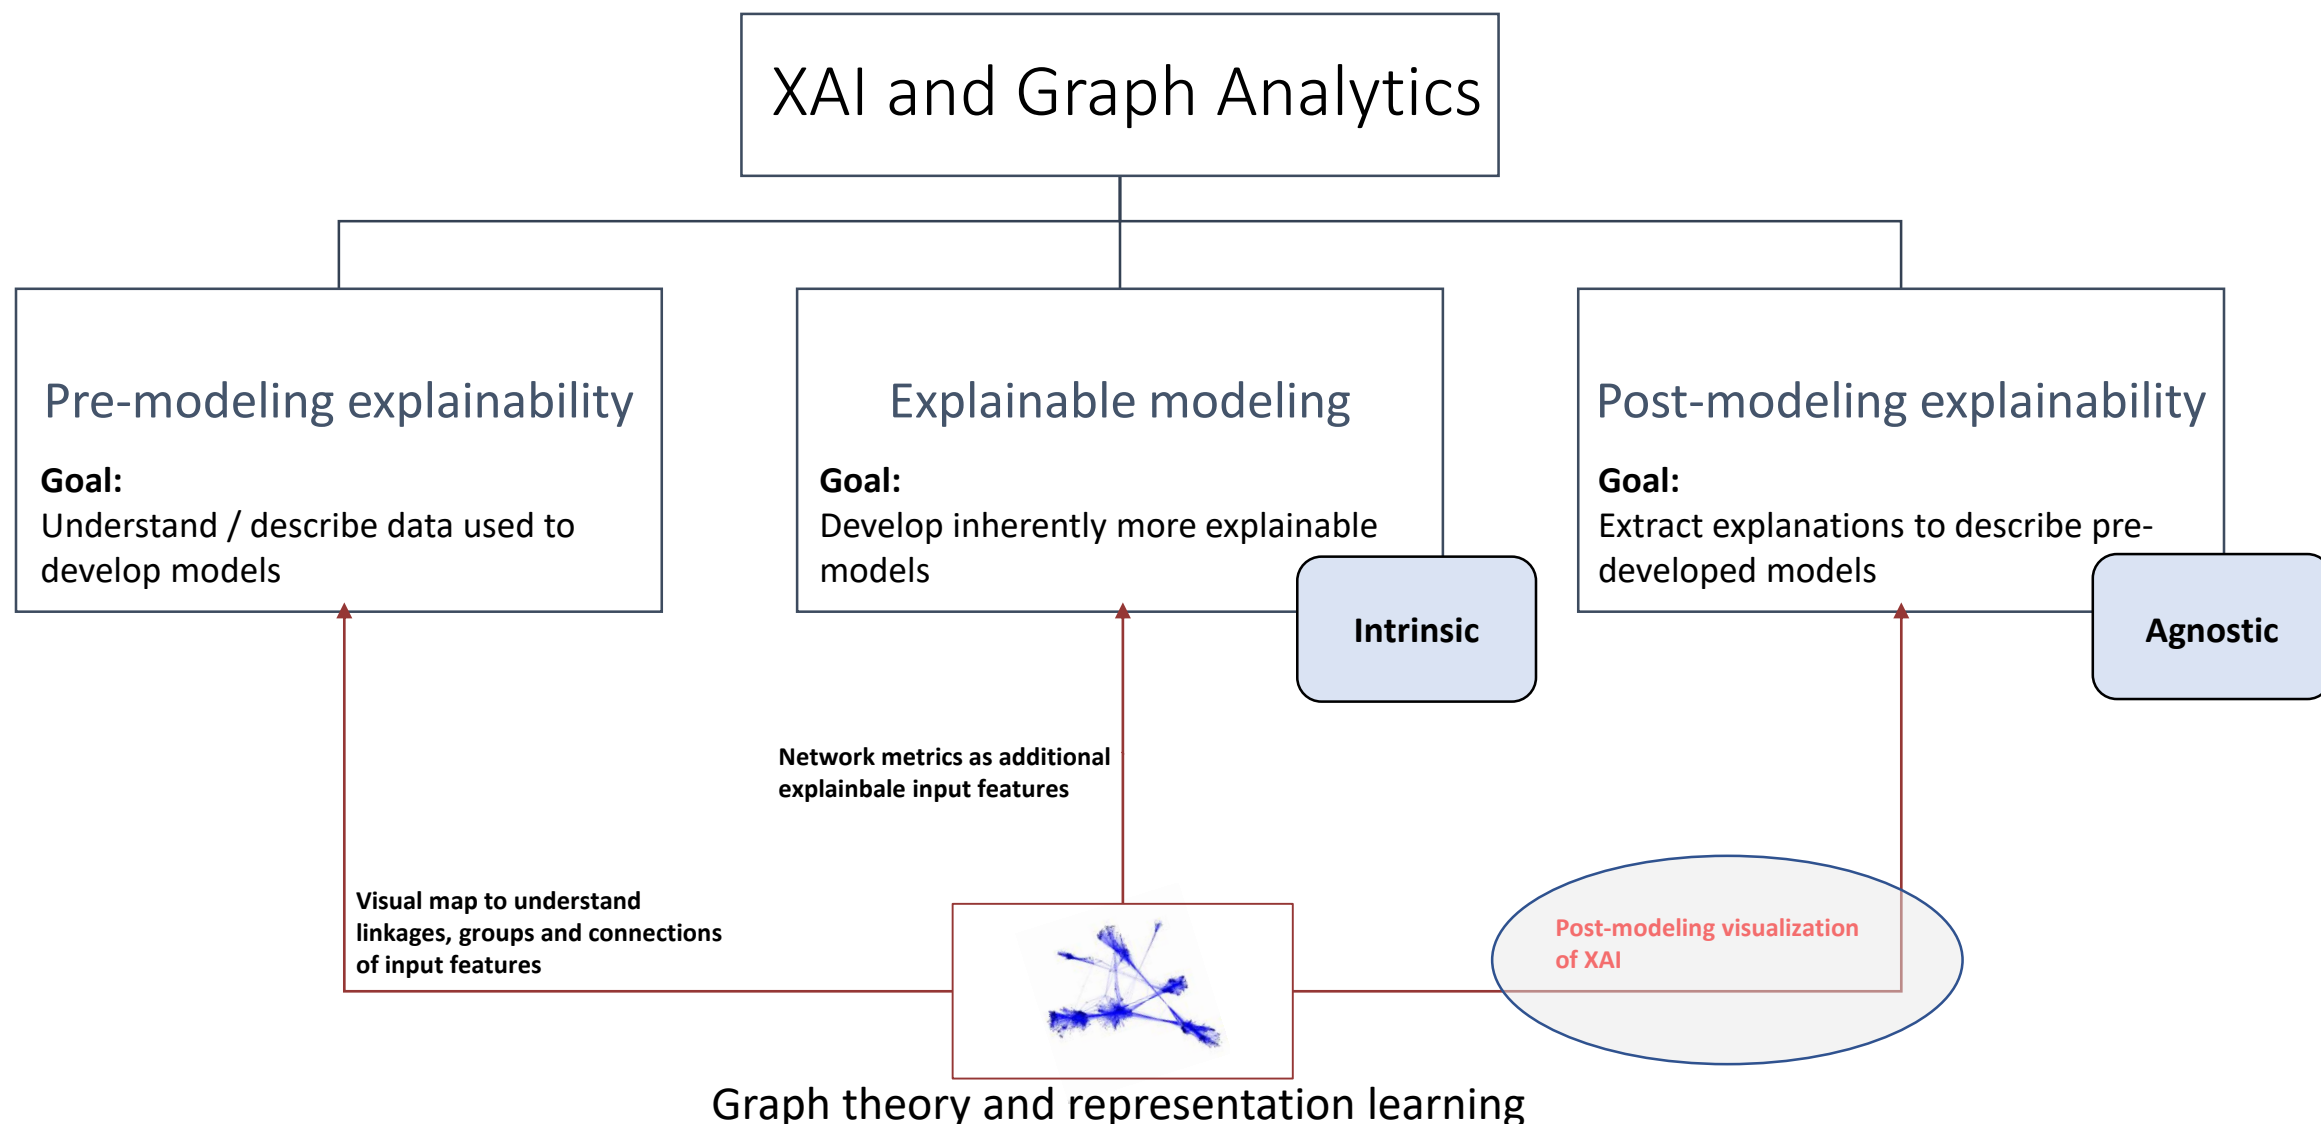 XAI and Graph Analytics
Pre-modeling explainability
Goal:
Understand / describe data used to
develop models
Explainable modeling
Goal:
Develop inherently more explainable
models
Intrinsic
Post-modeling explainability
Goal:
Extract explanations to describe pre-
developed models
Agnostic
Network metrics as additional
explainbale input features
Visual map to understand
linkages, groups and connections
of input features
Post-modeling visualization
of XAI
Graph theory and representation learning